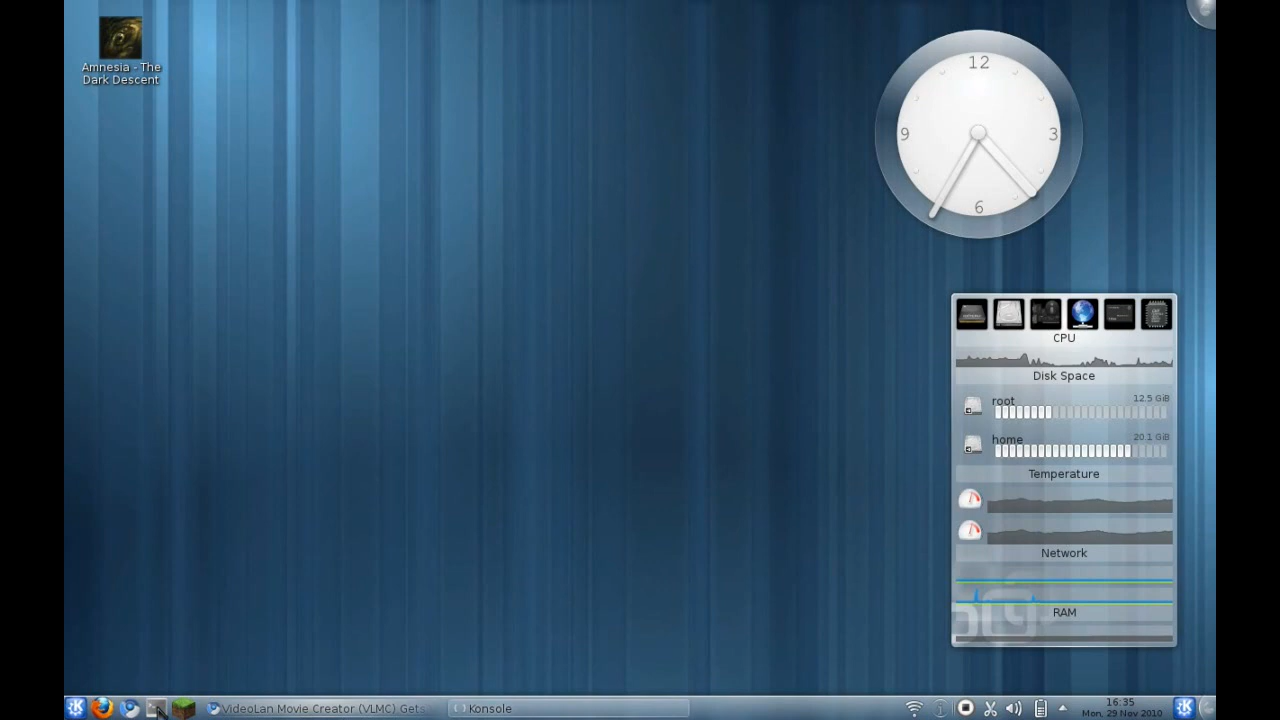 Amnesia - The
Dark Descent
12
9
3
6
CPU
Disk Space
root
12.5 GiB
home
20.1 GiB
Temperature
Network
RAM
VideoLan Movie Creator (VLMC) Gets
Konsole
16:35
Mon, 29 Nov 2010